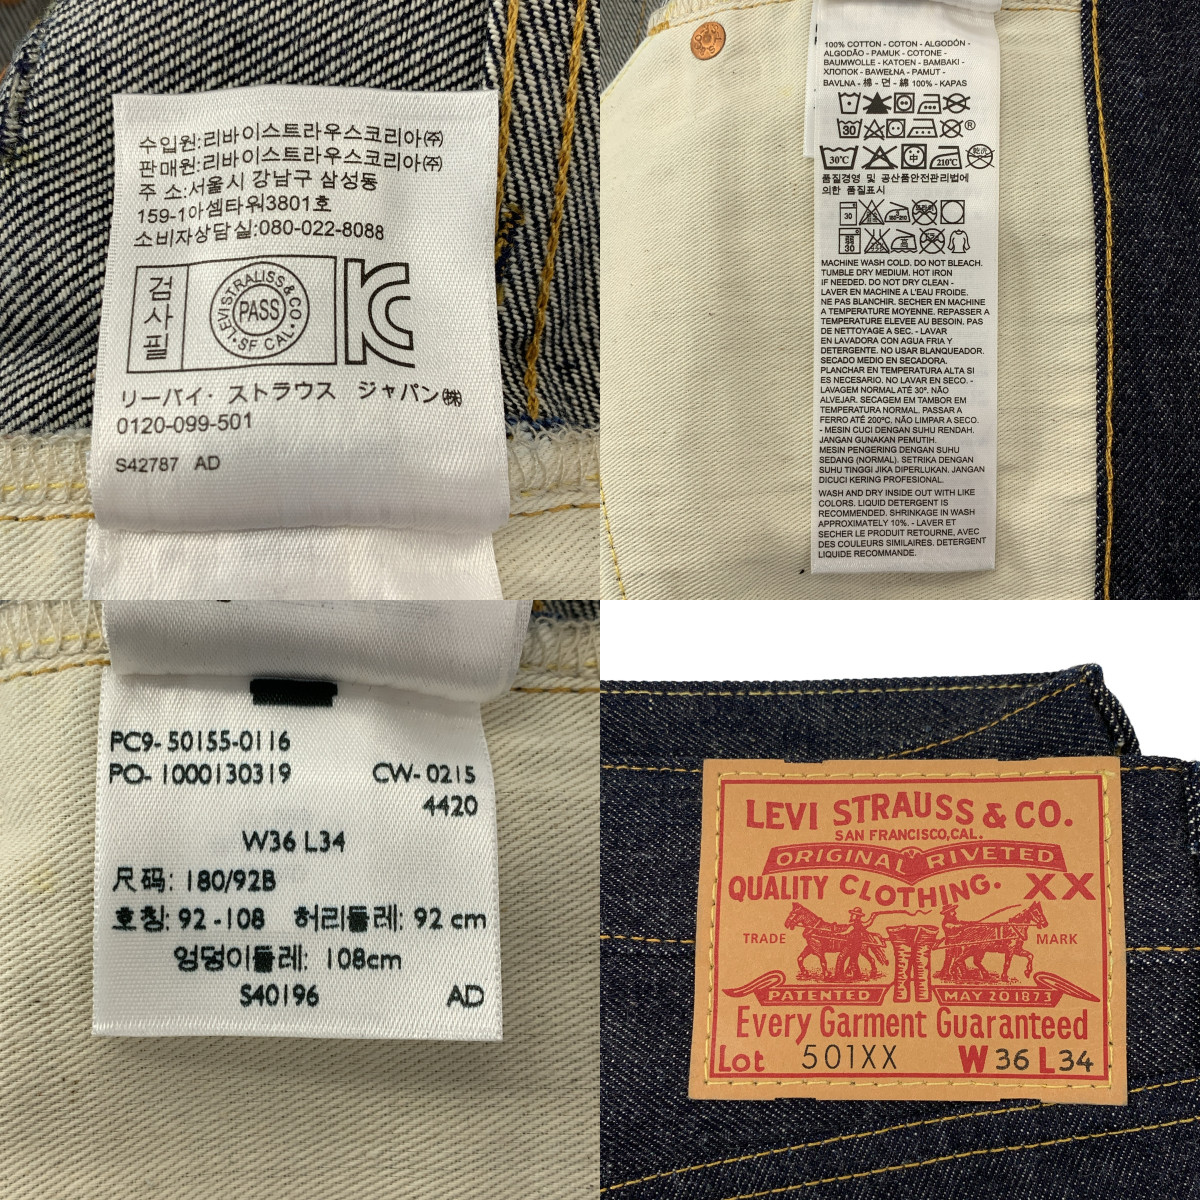 수입원:리바이스트라우스코리아㈜
판매원:리바이스트라우스코리아㈜
주 소:서울시 강남구 삼성동
159-1아셈타워3801호
소비자상담실:080-022-8088
검사필
LEVI STRAUSS & CO.
PASS
SF CAL.
リーバイ ストラウス ジャパン㈱
0120-099-501
S42787 AD
100% COTTON - COTON - ALGODÓN -
ALGODÃO - PAMUK - COTONE -
BAUMWOLLE - KATOEN - BAMBAKI -
ХЛОПОК - BAWEŁNA - PAMUT -
BAVLNA - 棉 - 면 - 綿 100% - KAPAS
30
30°C 中 210°C
품질경영 및 공산품안전관리법에
의한 품질표시
30
30
MACHINE WASH COLD. DO NOT BLEACH.
TUMBLE DRY MEDIUM. HOT IRON
IF NEEDED. DO NOT DRY CLEAN -
LAVER EN MACHINE A L'EAU FROIDE.
NE PAS BLANCHIR. SECHER EN MACHINE
A TEMPERATURE MOYENNE. REPASSER A
TEMPERATURE ELEVEE AU BESOIN. PAS
DE NETTOYAGE A SEC. - LAVAR
EN LAVADORA CON AGUA FRIA Y
DETERGENTE. NO USAR BLANQUEADOR.
SECADO MEDIO EN SECADORA.
PLANCHAR EN TEMPERATURA ALTA SI
ES NECESARIO. NO LAVAR EN SECO. -
LAVAGEM NORMAL ATÉ 30°. NÃO
ALVEJAR. SECAGEM EM TAMBOR EM
TEMPERATURA NORMAL. PASSAR A
FERRO ATÉ 200ºC. NÃO LIMPAR A SECO.
- MESIN CUCI DENGAN SUHU RENDAH.
JANGAN GUNAKAN PEMUTIH.
MESIN PENGERING DENGAN SUHU
SEDANG (NORMAL). SETRIKA DENGAN
SUHU TINGGI JIKA DIPERLUKAN. JANGAN
DICUCI KERING PROFESIONAL.
WASH AND DRY INSIDE OUT WITH LIKE
COLORS. LIQUID DETERGENT IS
RECOMMENDED. SHRINKAGE IN WASH
APPROXIMATELY 10%. - LAVER ET
SECHER LE PRODUIT RETOURNE, AVEC
DES COULEURS SIMILAIRES. DETERGENT
LIQUIDE RECOMMANDE.
PC9- 50155-0116
PO- 1000130319 CW- 0215
4420
W36 L34
尺码: 180/92B
호칭: 92 -108 허리둘레: 92 cm
엉덩이둘레: 108cm
S40196 AD
LEVI STRAUSS & CO.
SAN FRANCISCO, CAL.
ORIGINAL RIVETED
QUALITY CLOTHING. XX
TRADE MARK
PATENTED MAY 20 1873
Every Garment Guaranteed
Lot 501XX W 36 L 34